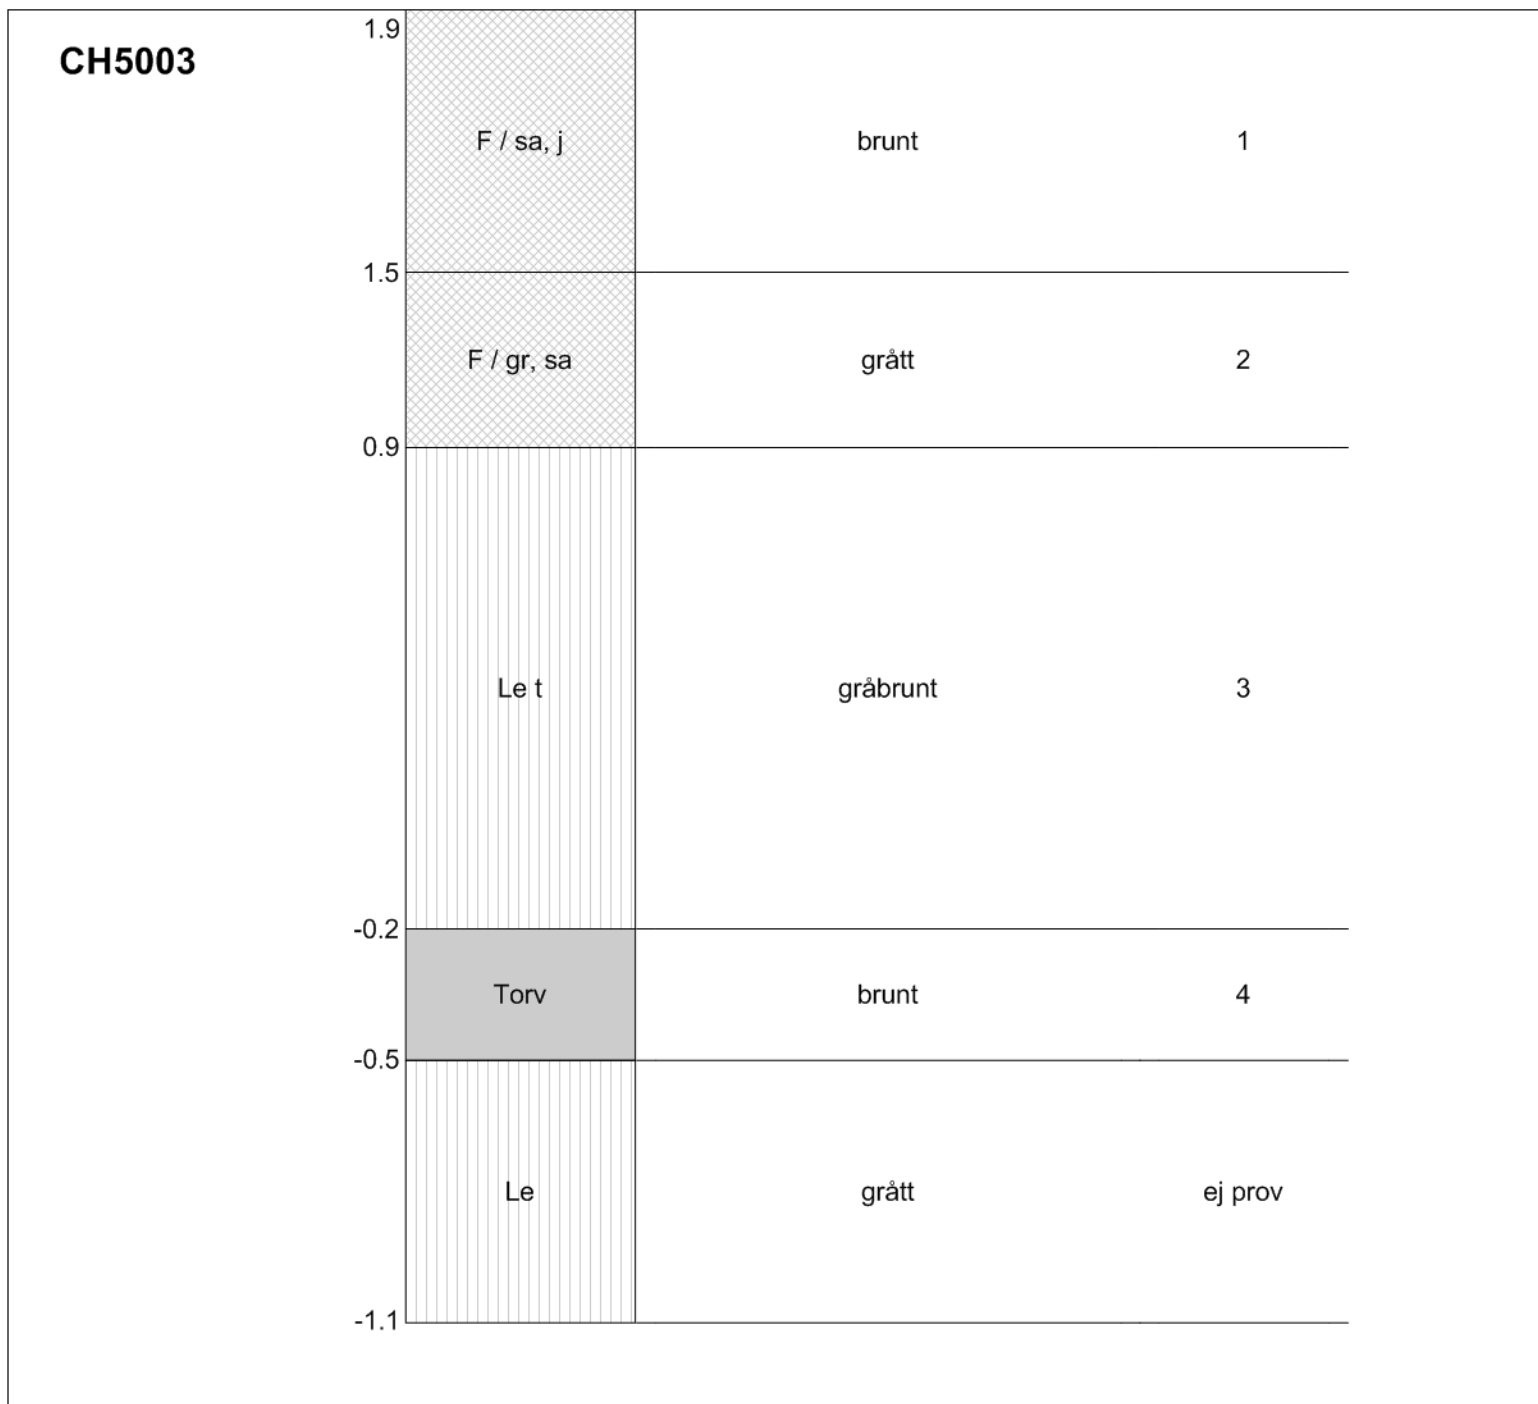 CH5003
1.9
F / sa, j brunt 1
1.5
F / gr, sa grått 2
0.9
Le t gråbrunt 3
-0.2
Torv brunt 4
-0.5
Le grått ej prov
-1.1